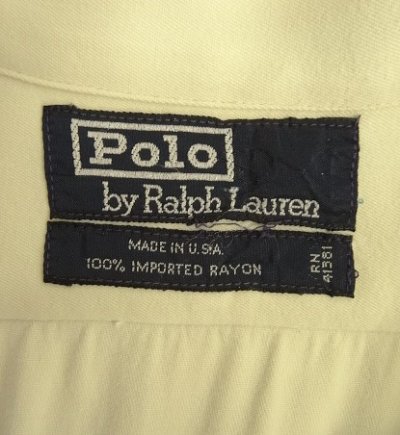 Polo
by Ralph Lauren
MADE IN U.S.A.
100% IMPORTED RAYON
RN
41381